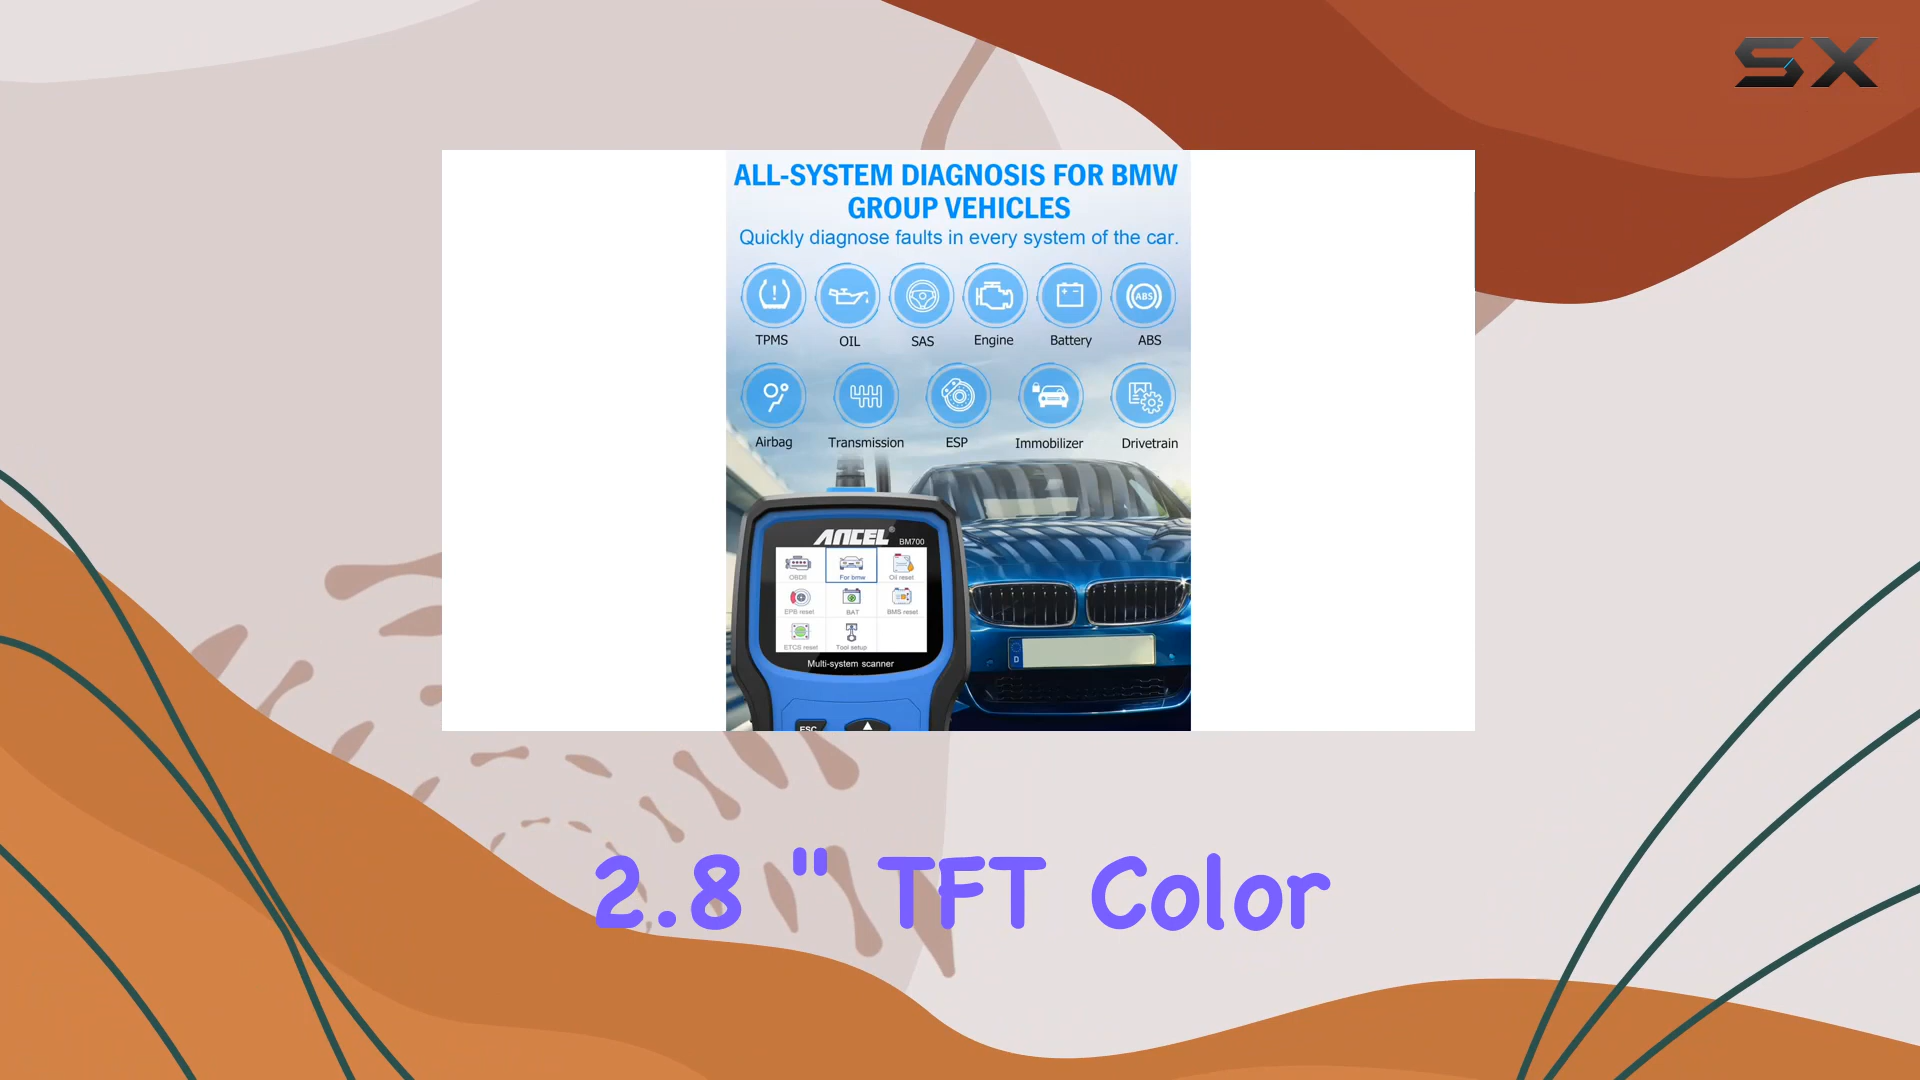 SX
ALL-SYSTEM DIAGNOSIS FOR BMW
GROUP VEHICLES
Quickly diagnose faults in every system of the car.
TPMS OIL SAS Engine Battery ABS
ABS
Airbag Transmission ESP Immobilizer Drivetrain
ANCEL®
BM700
OBDII For bmw Oil reset
EPB reset BAT BMS reset
ETCS reset Tool setup
Multi-system scanner
D
ESC
2.8 " TFT Color